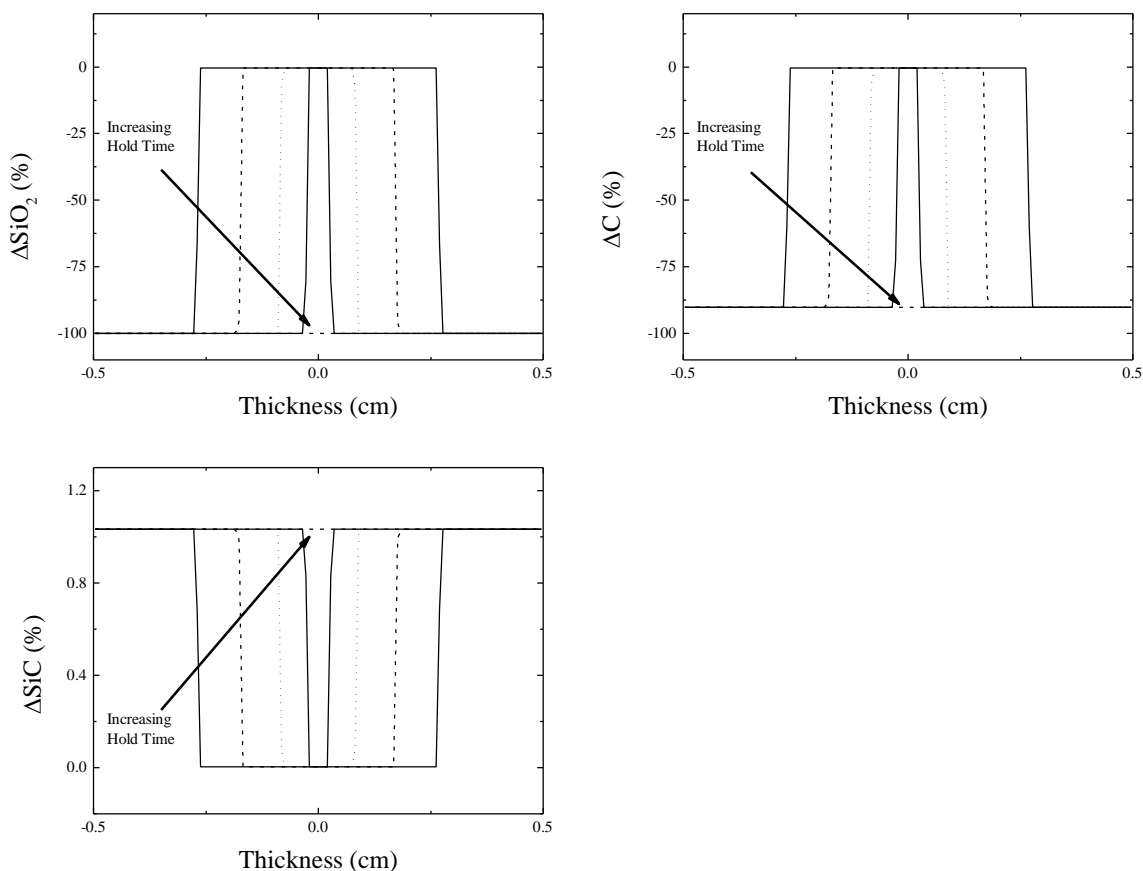 0
-25
-50
-75
-100
ΔSiO₂ (%)
Increasing
Hold Time
-0.5
0.0
0.5
Thickness (cm)
0
-25
-50
-75
-100
ΔC (%)
Increasing
Hold Time
-0.5
0.0
0.5
Thickness (cm)
1.2
0.8
0.4
0.0
ΔSiC (%)
Increasing
Hold Time
-0.5
0.0
0.5
Thickness (cm)